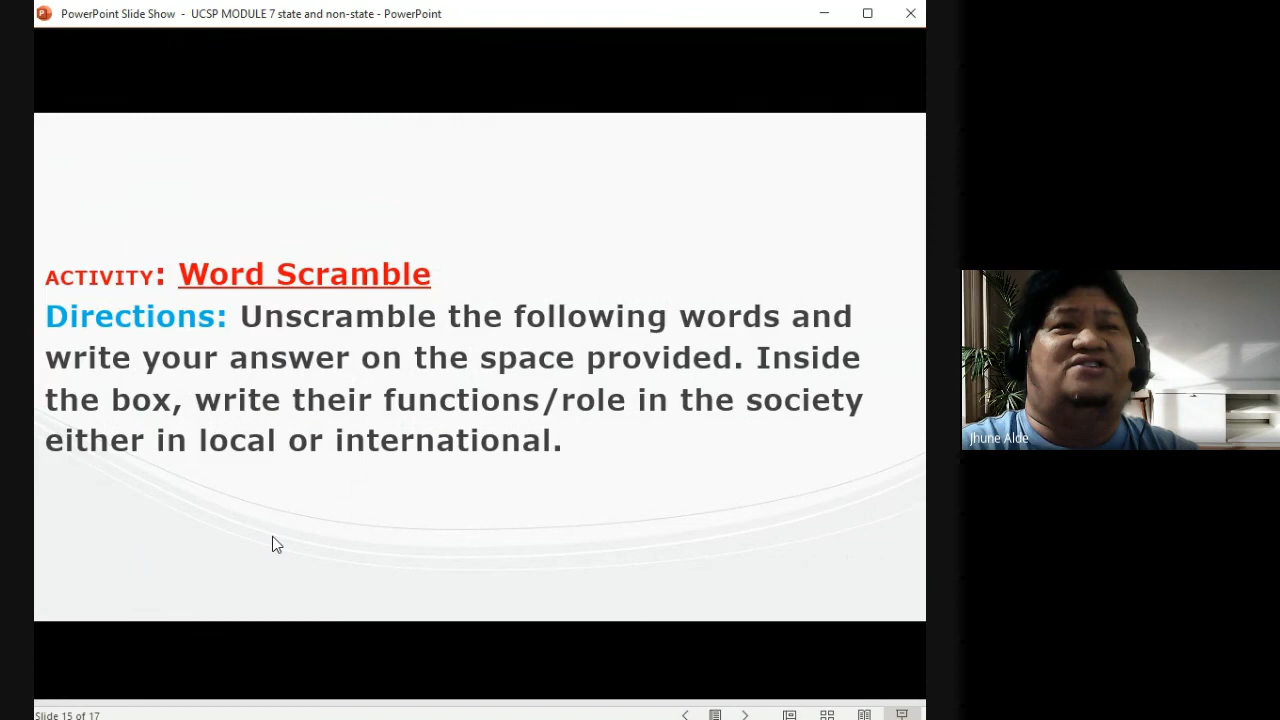 PowerPoint Slide Show - UCSP MODULE 7 state and non-state - PowerPoint
ACTIVITY: Word Scramble
Directions: Unscramble the following words and
write your answer on the space provided. Inside
the box, write their functions/role in the society
either in local or international.
Jhune Alde
Slide 15 of 17